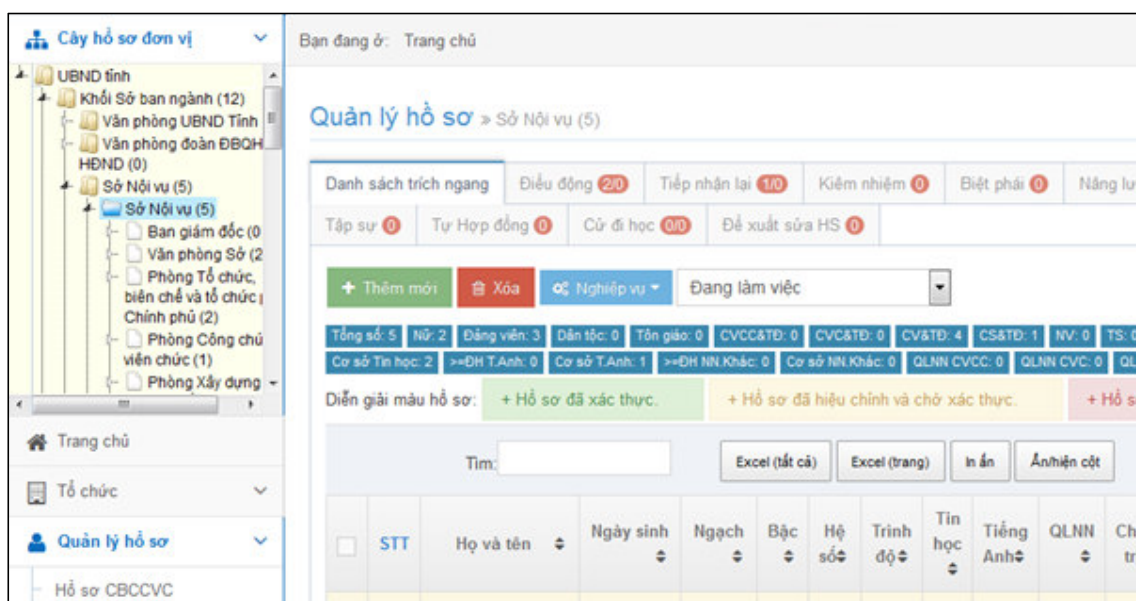 Cây hồ sơ đơn vị
UBND tỉnh
Khối Sở ban ngành (12)
Văn phòng UBND Tỉnh
Văn phòng đoàn ĐBQH
HĐND (0)
Sở Nội vụ (5)
Sở Nội vụ (5)
Ban giám đốc (0
Văn phòng Sở (2
Phòng Tổ chức,
biên chế và tổ chức
Chính phủ (2)
Phòng Công chú
viên chức (1)
Phòng Xây dựng
Trang chủ
Tổ chức
Quản lý hồ sơ
Hồ sơ CBCCVC
Bạn đang ở: Trang chủ
Quản lý hồ sơ » Sở Nội vụ (5)
Danh sách trích ngang Điều động 2/0 Tiếp nhận lại 1/0 Kiêm nhiệm 0 Biệt phái 0 Nâng lư
Tập sự 0 Tự Hợp đồng 0 Cử đi học 0/0 Đề xuất sửa HS 0
+ Thêm mới Xóa Nghiệp vụ Đang làm việc
Tổng số: 5 Nữ: 2 Đảng viên: 3 Dân tộc: 0 Tôn giáo: 0 CVCC&TĐ: 0 CVC&TĐ: 0 CV&TĐ: 4 CS&TĐ: 1 NV: 0 TS: 0
Cơ sở Tin học: 2 >=ĐH T.Anh: 0 Cơ sở T.Anh: 1 >=ĐH NN.Khác: 0 Cơ sở NN.Khác: 0 QLNN CVCC: 0 QLNN CVC: 0 QL
Diễn giải màu hồ sơ: + Hồ sơ đã xác thực. + Hồ sơ đã hiệu chỉnh và chờ xác thực. + Hồ s
Tìm: Excel (tất cả) Excel (trang) In ấn Ẩn/hiện cột
STT Họ và tên Ngày sinh Ngạch Bậc Hệ số Trình độ Tin học Tiếng Anh QLNN Ch tr